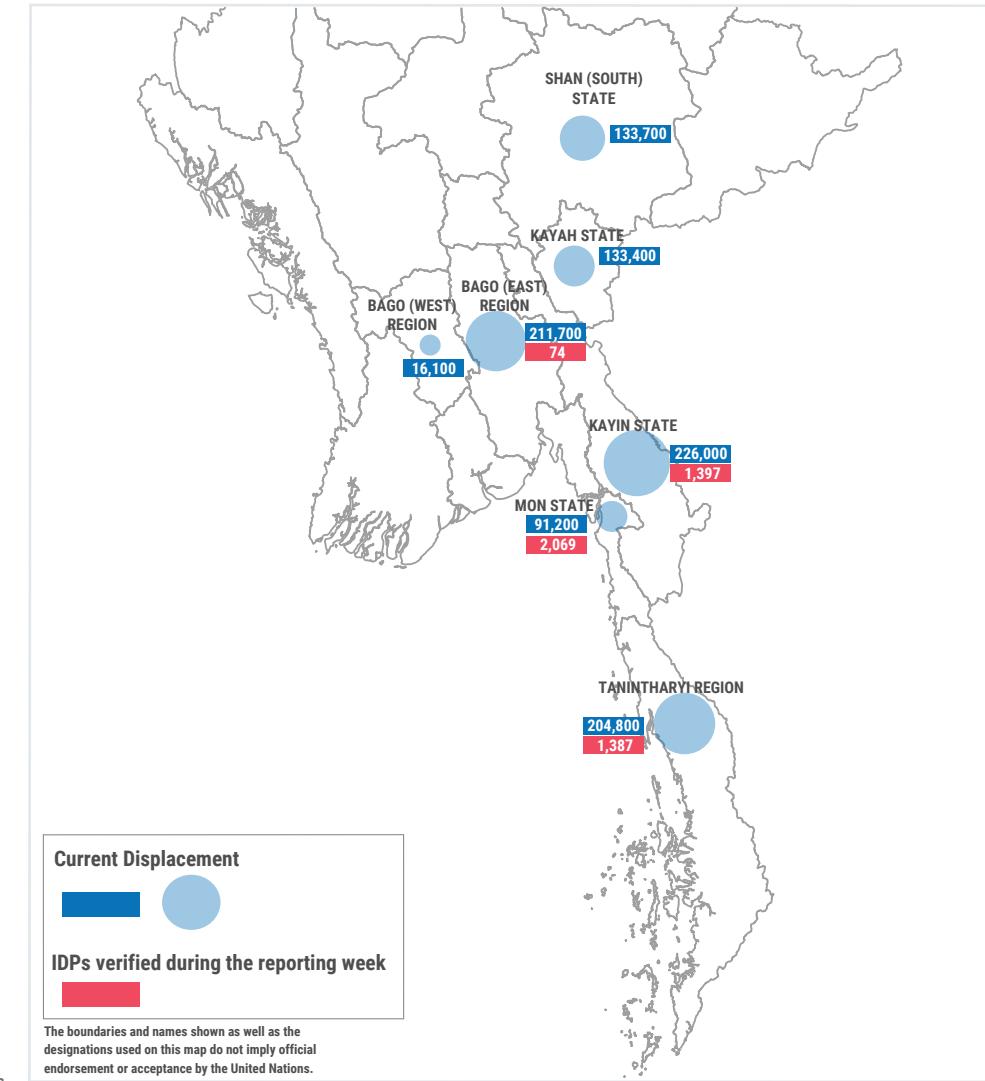 SHAN (SOUTH)
STATE
133,700
KAYAH STATE
133,400
BAGO (EAST)
REGION
211,700
74
BAGO (WEST)
REGION
16,100
KAYIN STATE
226,000
1,397
MON STATE
91,200
2,069
TANINTHARYI REGION
204,800
1,387
Current Displacement
IDPs verified during the reporting week
The boundaries and names shown as well as the
designations used on this map do not imply official
endorsement or acceptance by the United Nations.